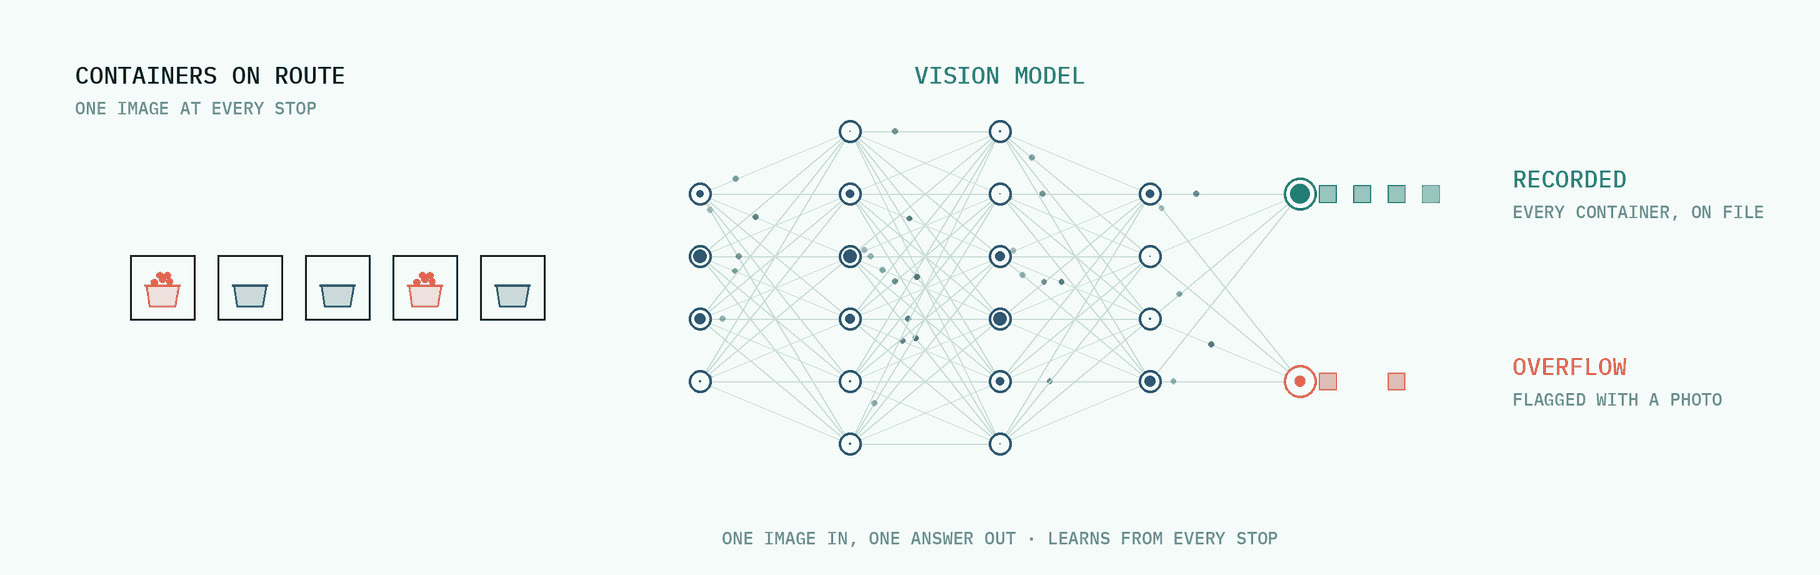 CONTAINERS ON ROUTE
ONE IMAGE AT EVERY STOP
VISION MODEL
RECORDED
EVERY CONTAINER, ON FILE
OVERFLOW
FLAGGED WITH A PHOTO
ONE IMAGE IN, ONE ANSWER OUT · LEARNS FROM EVERY STOP